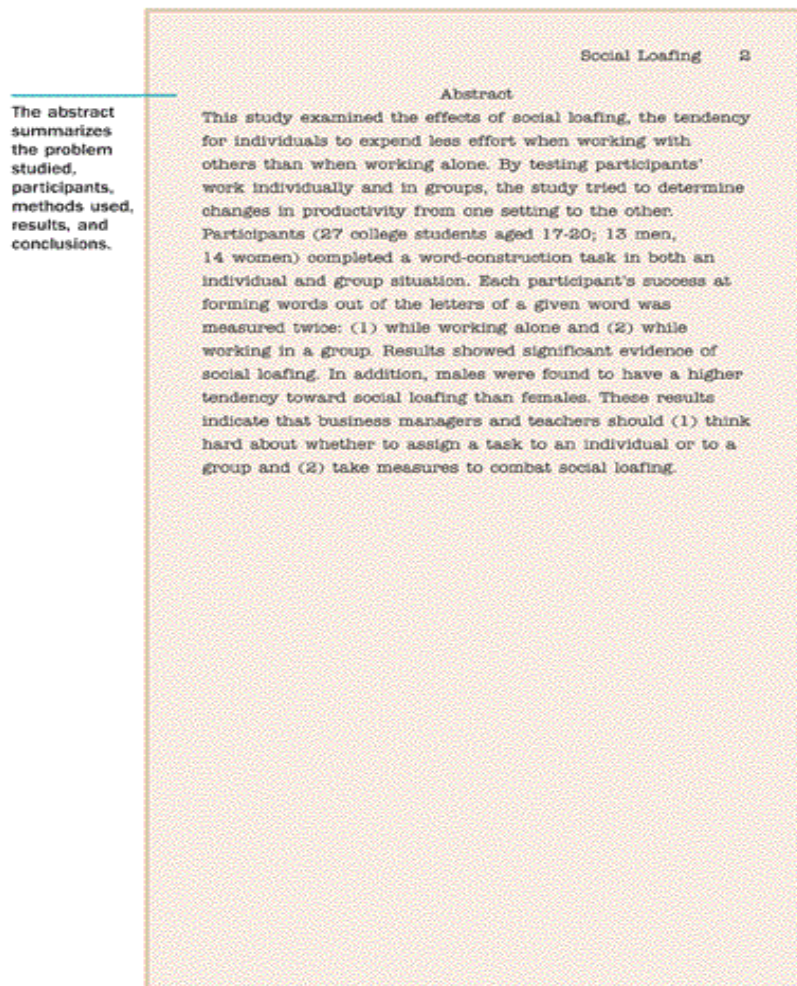 Social Loafing 2
Abstract
The abstract
summarizes
the problem
studied,
participants,
methods used,
results, and
conclusions.
This study examined the effects of social loafing, the tendency
for individuals to expend less effort when working with
others than when working alone. By testing participants'
work individually and in groups, the study tried to determine
changes in productivity from one setting to the other.
Participants (27 college students aged 17-20; 13 men,
14 women) completed a word-construction task in both an
individual and group situation. Each participant's success at
forming words out of the letters of a given word was
measured twice: (1) while working alone and (2) while
working in a group. Results showed significant evidence of
social loafing. In addition, males were found to have a higher
tendency toward social loafing than females. These results
indicate that business managers and teachers should (1) think
hard about whether to assign a task to an individual or to a
group and (2) take measures to combat social loafing.